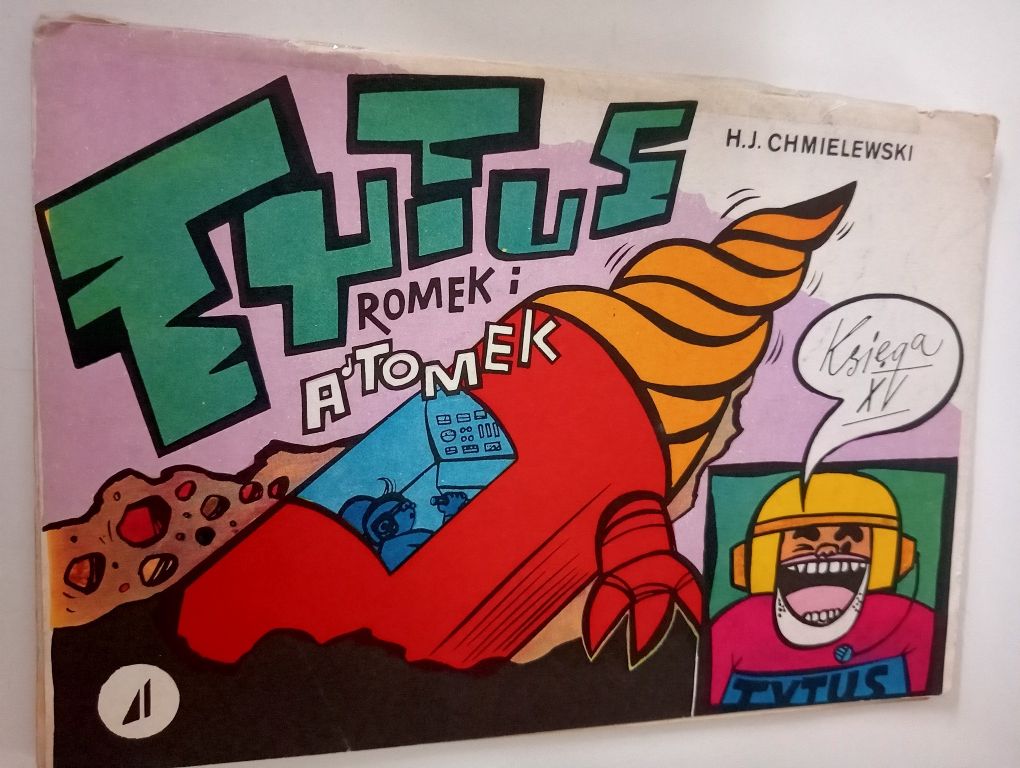 TYTUS
ROMEK i
A'TOMEK
H.J. CHMIELEWSKI
Księga
XV
TYTUS